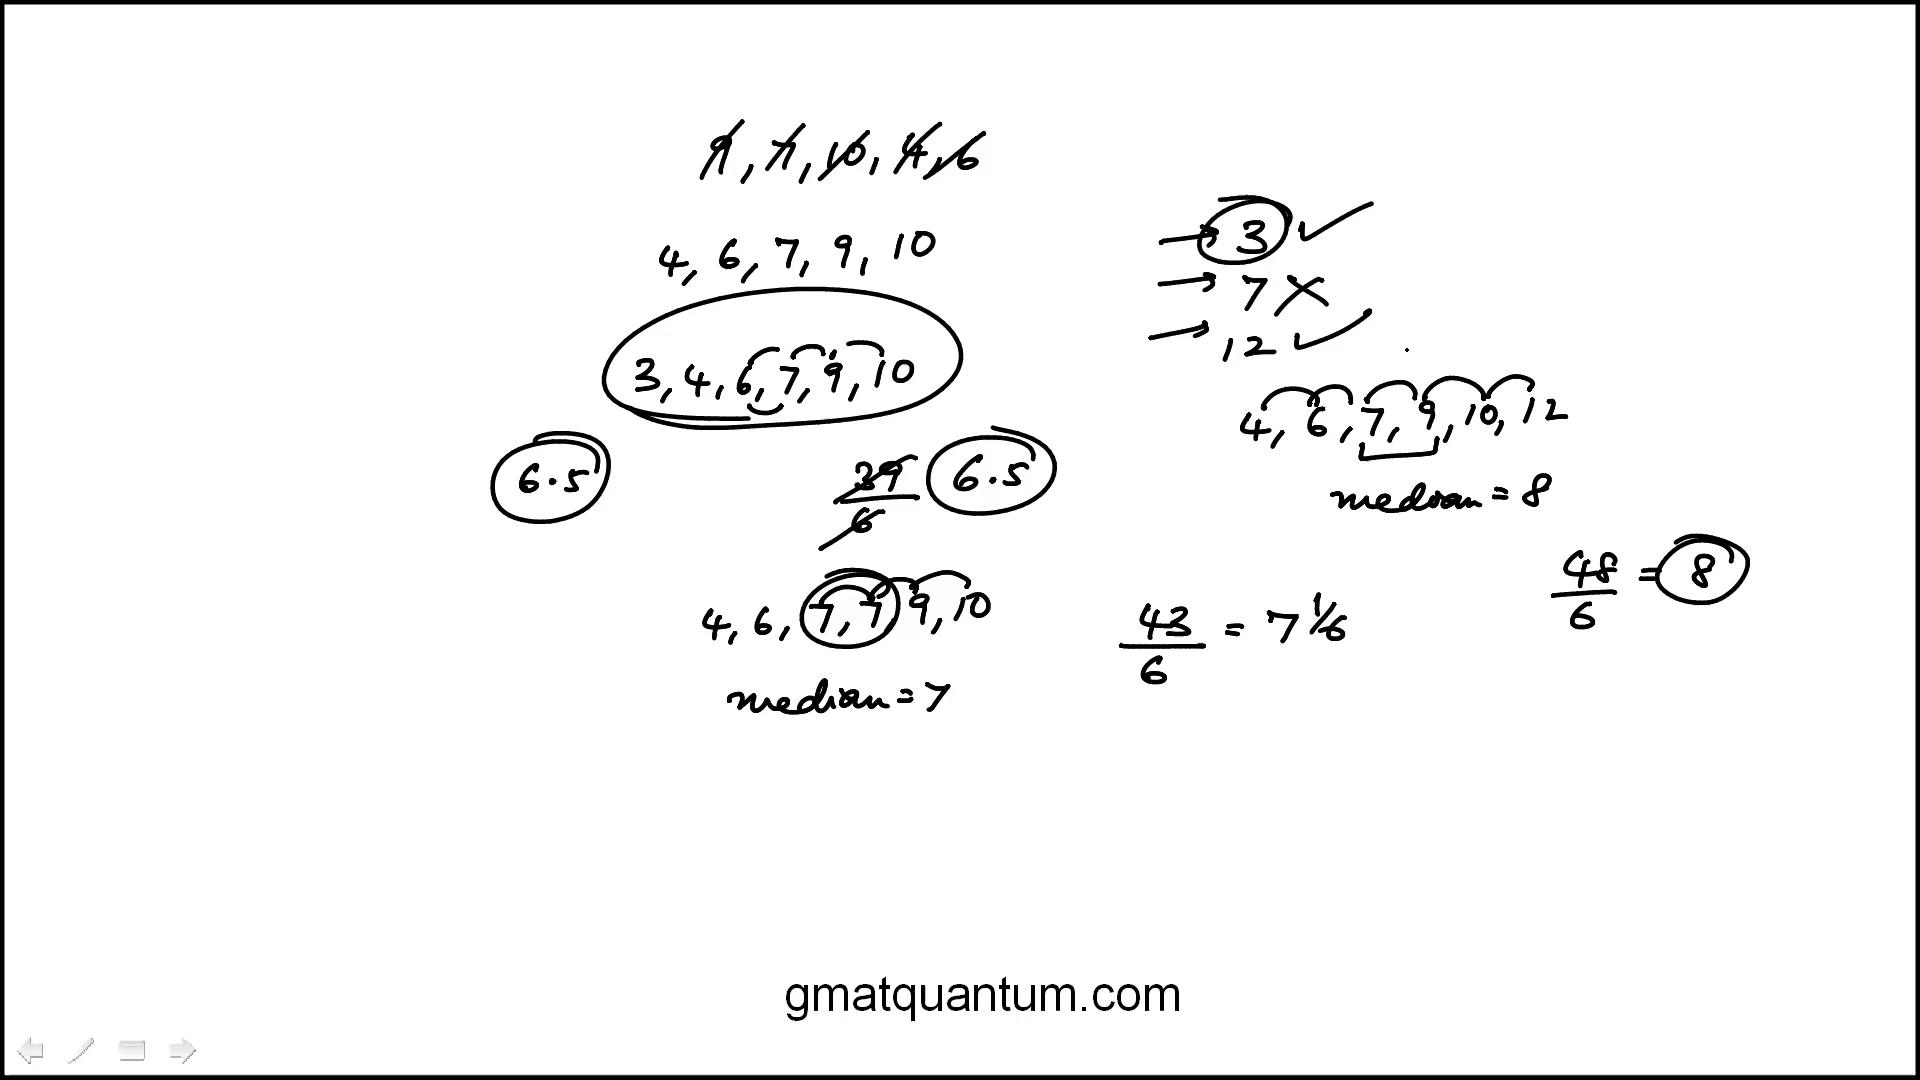 9, 7, 10, 4, 6
4, 6, 7, 9, 10
3, 4, 6, 7, 9, 10
6.5
39/6
6.5
4, 6, 7, 7, 9, 10
median = 7
43/6 = 7 1/6
3 ✓
7 ✗
12 ✓
4, 6, 7, 9, 10, 12
median = 8
48/6 = 8
gmatquantum.com